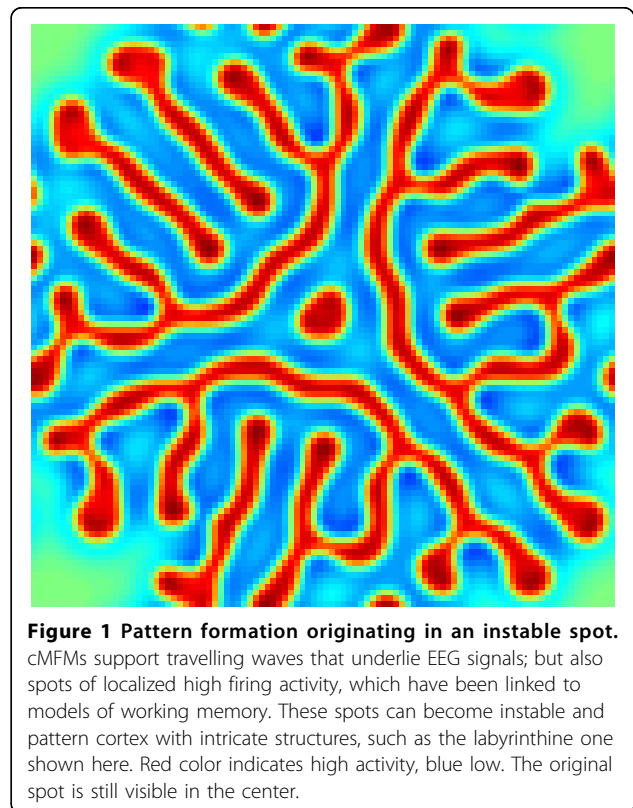 Figure 1 Pattern formation originating in an instable spot.
cMFMs support travelling waves that underlie EEG signals; but also
spots of localized high firing activity, which have been linked to
models of working memory. These spots can become instable and
pattern cortex with intricate structures, such as the labyrinthine one
shown here. Red color indicates high activity, blue low. The original
spot is still visible in the center.